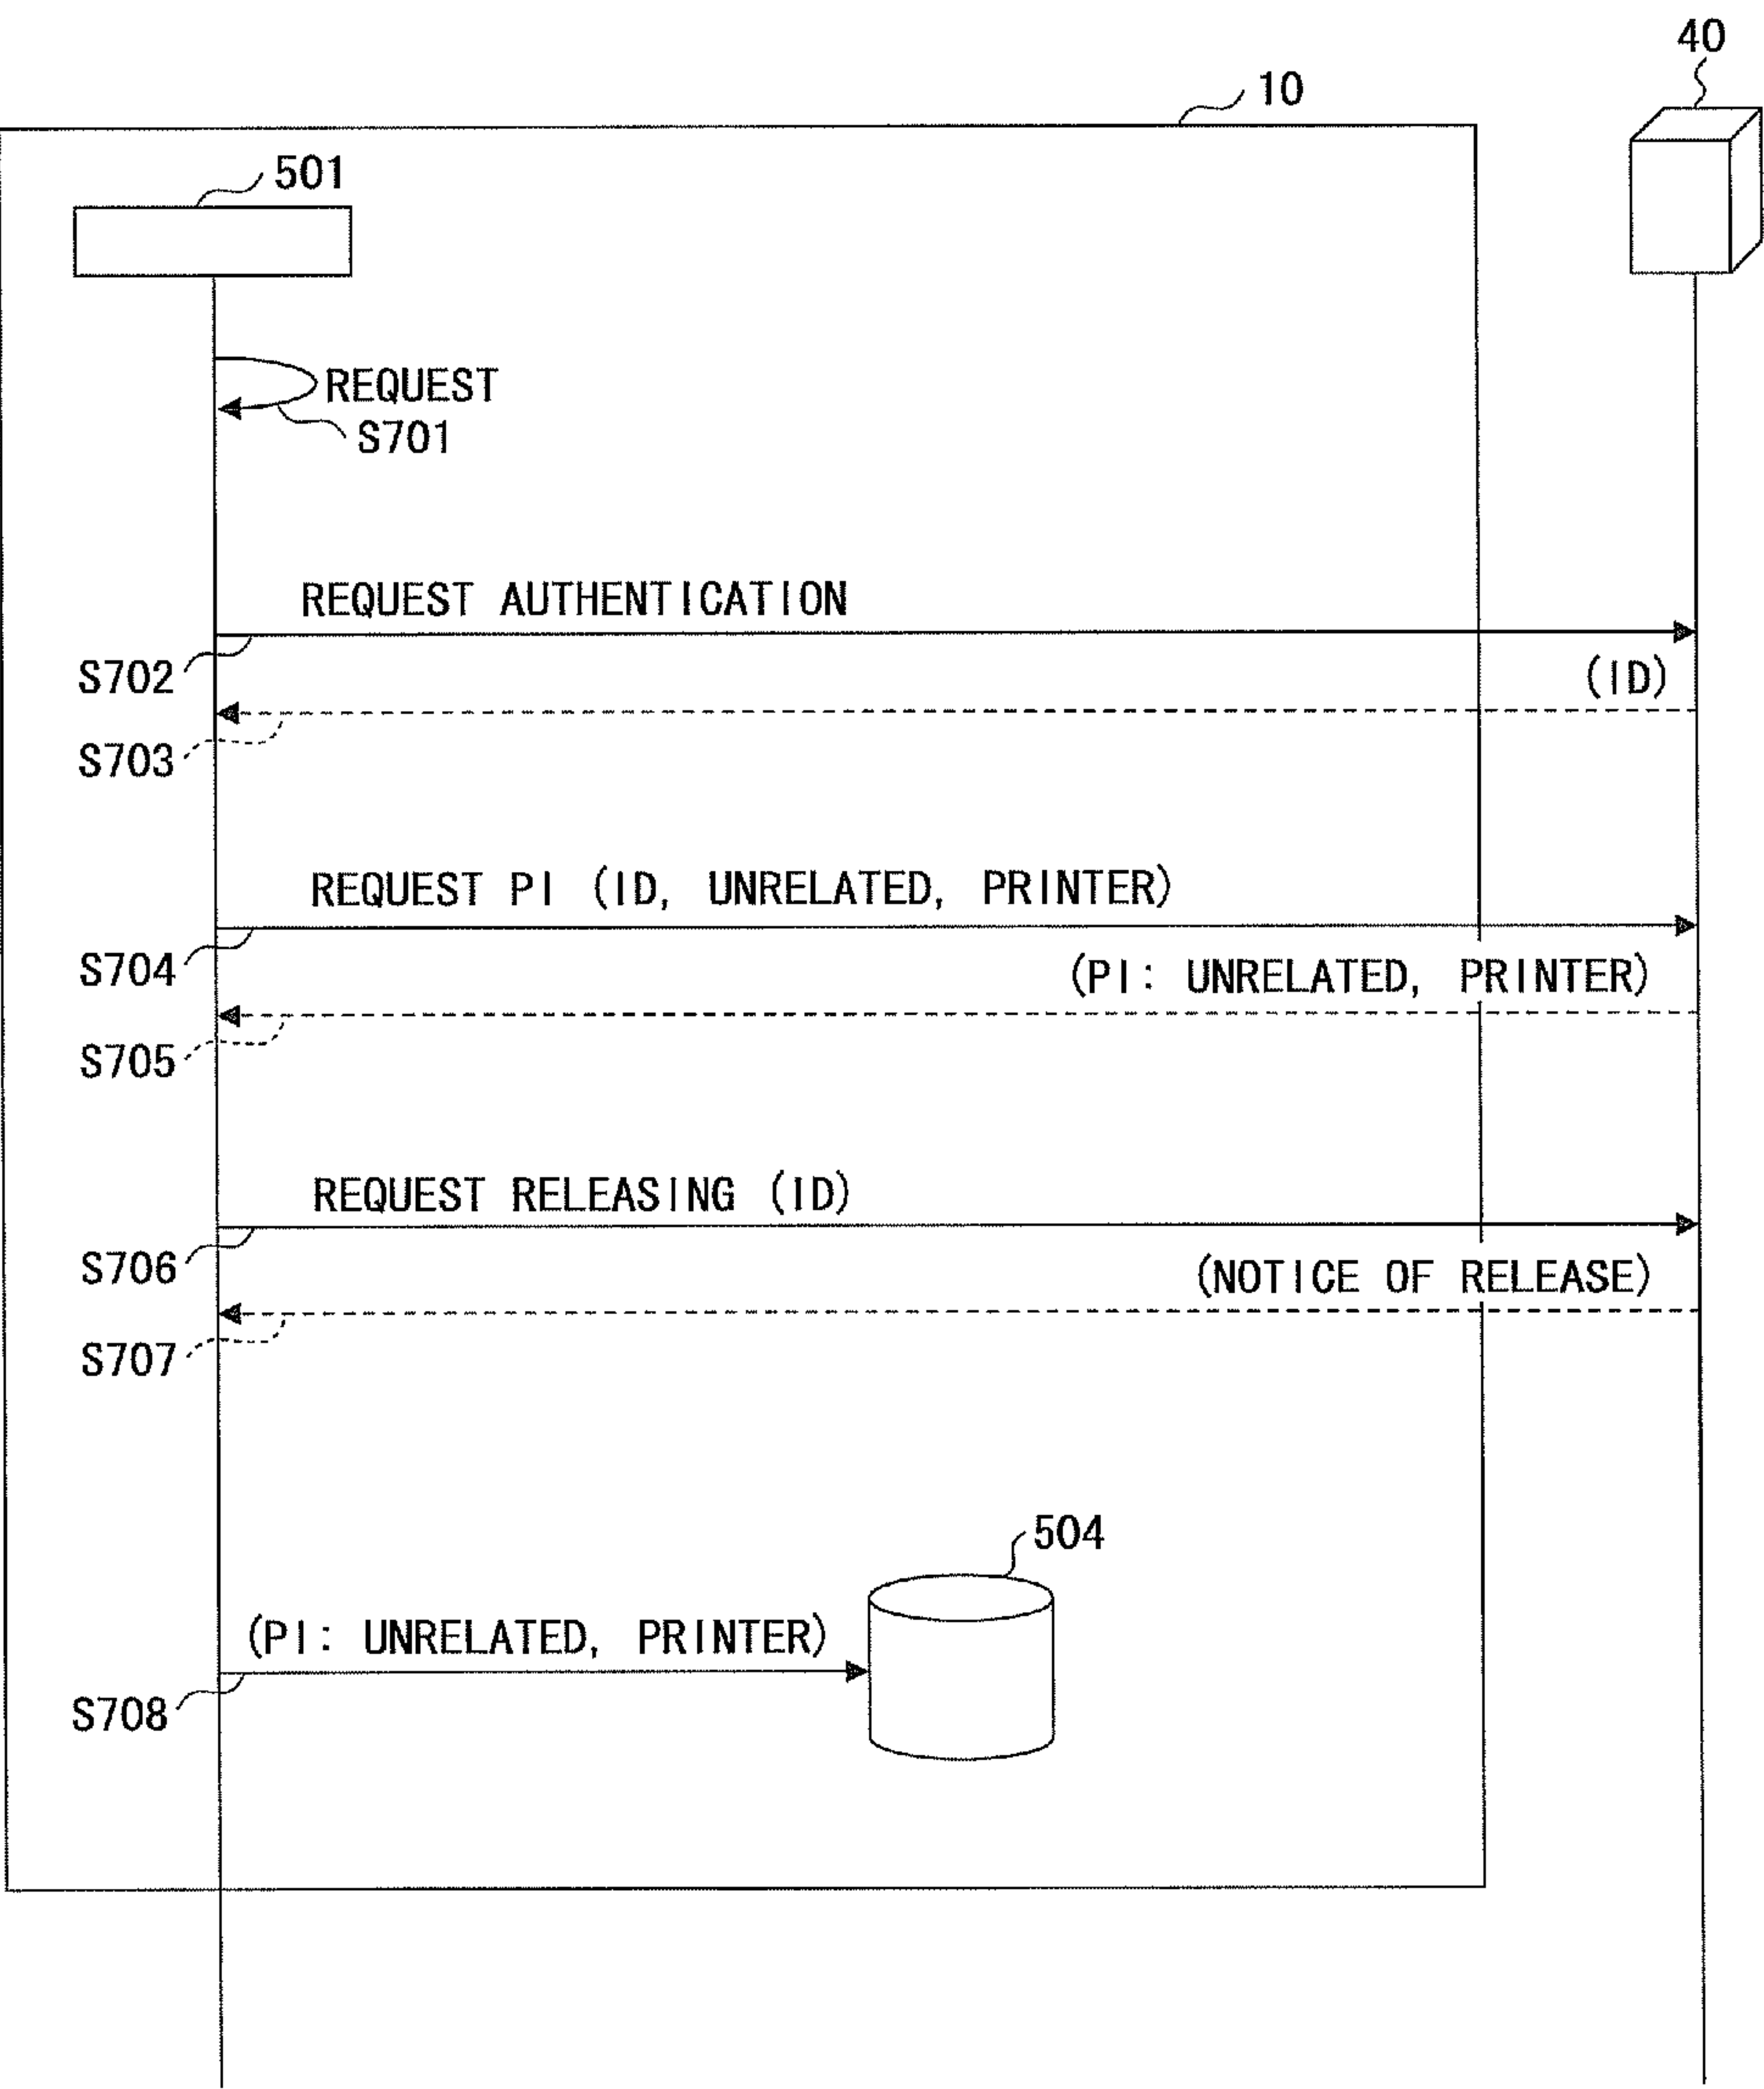 40
10
501
REQUEST
S701
REQUEST AUTHENTICATION
S702
(ID)
S703
REQUEST PI (ID, UNRELATED, PRINTER)
S704
(PI: UNRELATED, PRINTER)
S705
REQUEST RELEASING (ID)
S706
(NOTICE OF RELEASE)
S707
504
(PI: UNRELATED, PRINTER)
S708